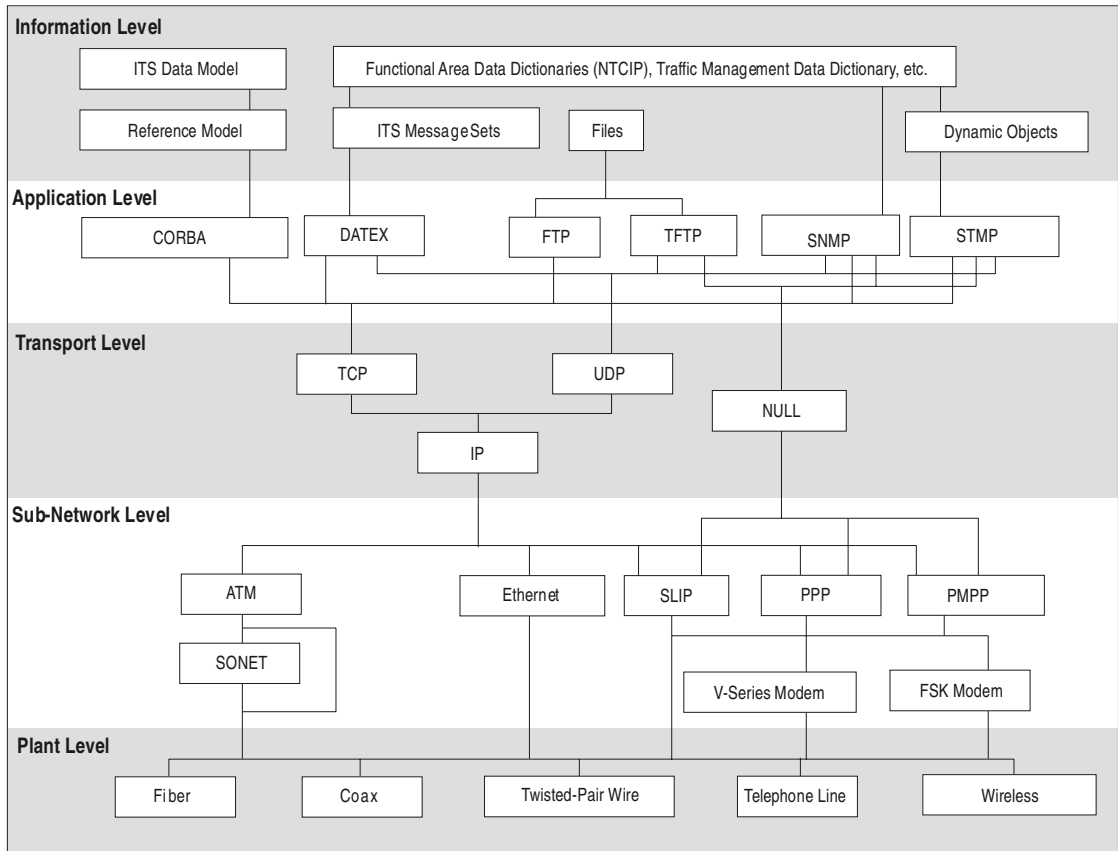 Information Level
ITS Data Model
Functional Area Data Dictionaries (NTCIP), Traffic Management Data Dictionary, etc.
Reference Model
ITS Message Sets
Files
Dynamic Objects
Application Level
CORBA
DATEX
FTP
TFTP
SNMP
STMP
Transport Level
TCP
UDP
NULL
IP
Sub-Network Level
ATM
Ethernet
SLIP
PPP
PMPP
SONET
V-Series Modem
FSK Modem
Plant Level
Fiber
Coax
Twisted-Pair Wire
Telephone Line
Wireless